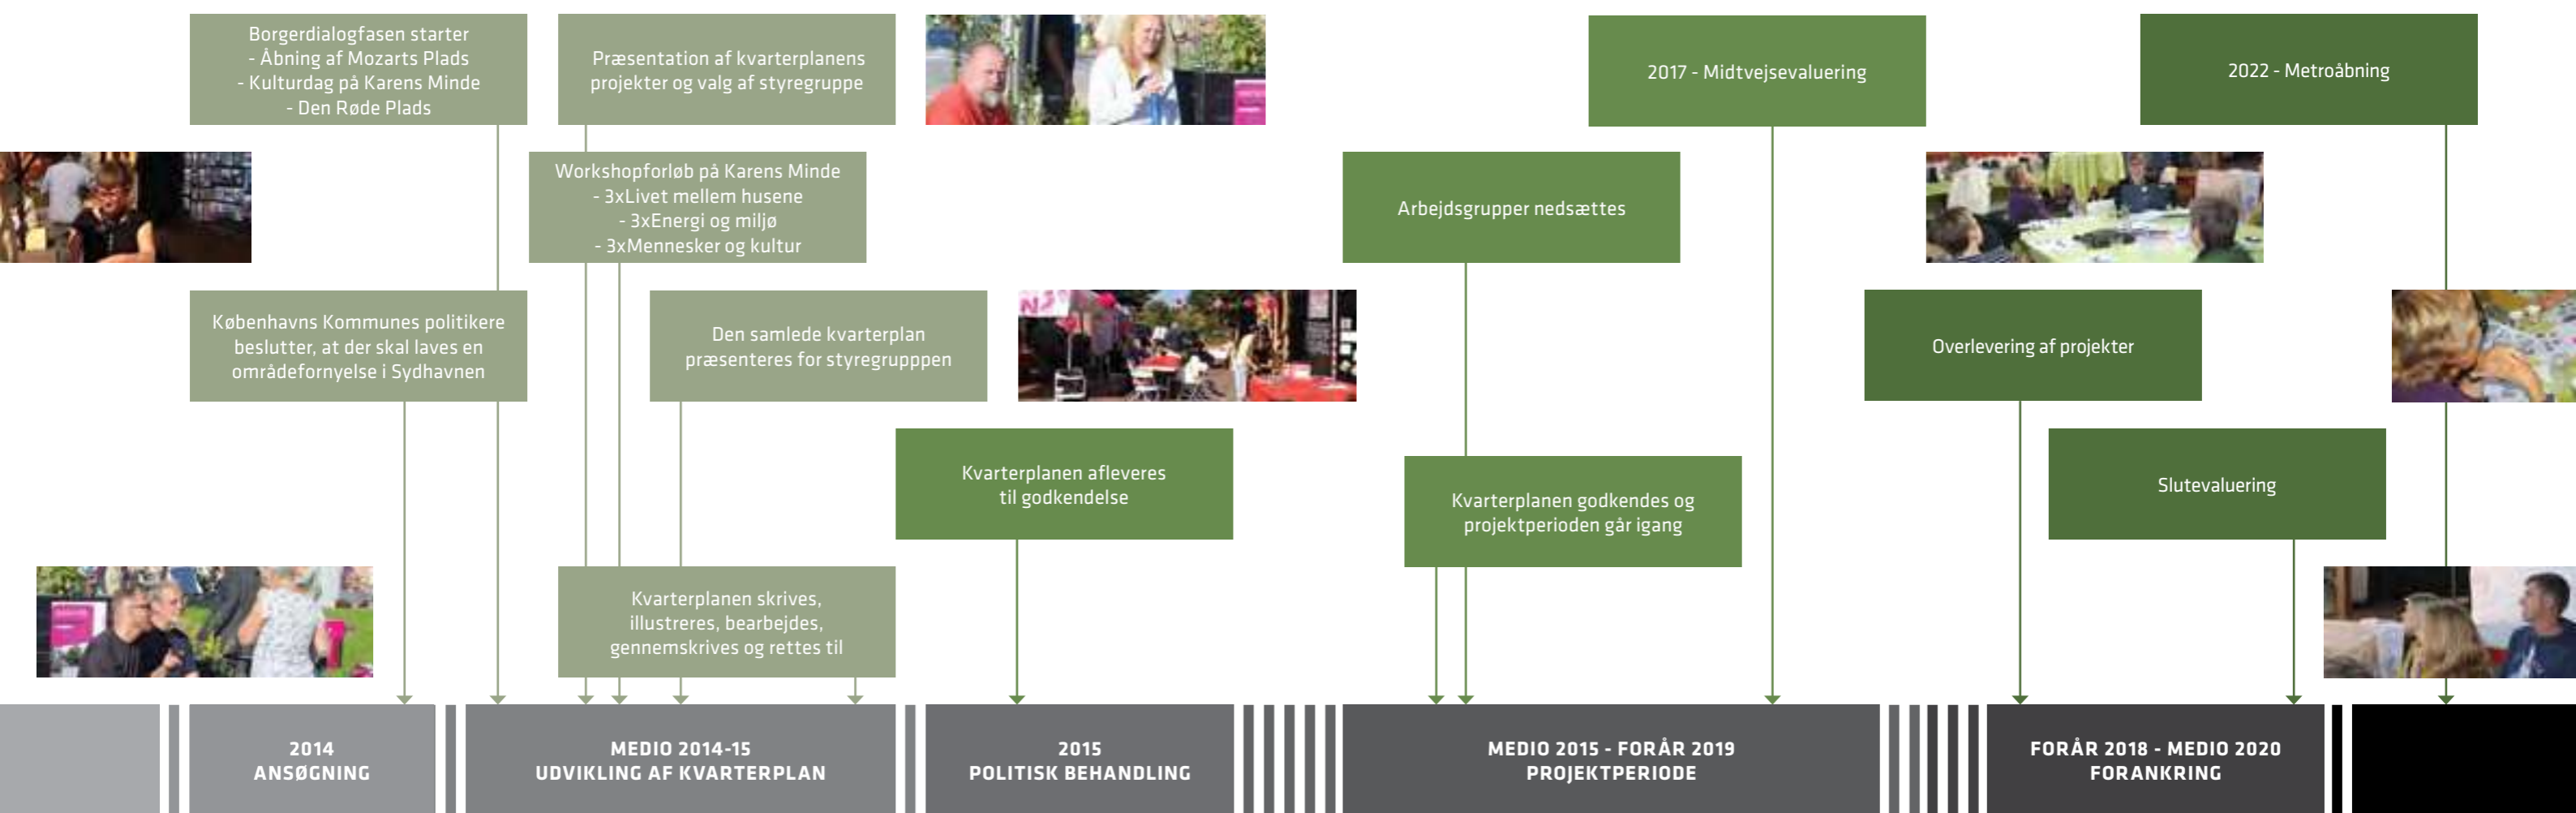 Borgerdialogfasen starter
- Åbning af Mozarts Plads
- Kulturdag på Karens Minde
- Den Røde Plads
Præsentation af kvarterplanens
projekter og valg af styregruppe
2017 - Midtvejsevaluering
2022 - Metroåbning
Workshopforløb på Karens Minde
- 3xLivet mellem husene
- 3xEnergi og miljø
- 3xMennesker og kultur
Arbejdsgrupper nedsættes
Københavns Kommunes politikere
beslutter, at der skal laves en
områdefornyelse i Sydhavnen
Den samlede kvarterplan
præsenteres for styregrupppen
Overlevering af projekter
Kvarterplanen afleveres
til godkendelse
Kvarterplanen godkendes og
projektperioden går igang
Slutevaluering
Kvarterplanen skrives,
illustreres, bearbejdes,
gennemskrives og rettes til
2014
ANSØGNING
MEDIO 2014-15
UDVIKLING AF KVARTERPLAN
2015
POLITISK BEHANDLING
MEDIO 2015 - FORÅR 2019
PROJEKTPERIODE
FORÅR 2018 - MEDIO 2020
FORANKRING